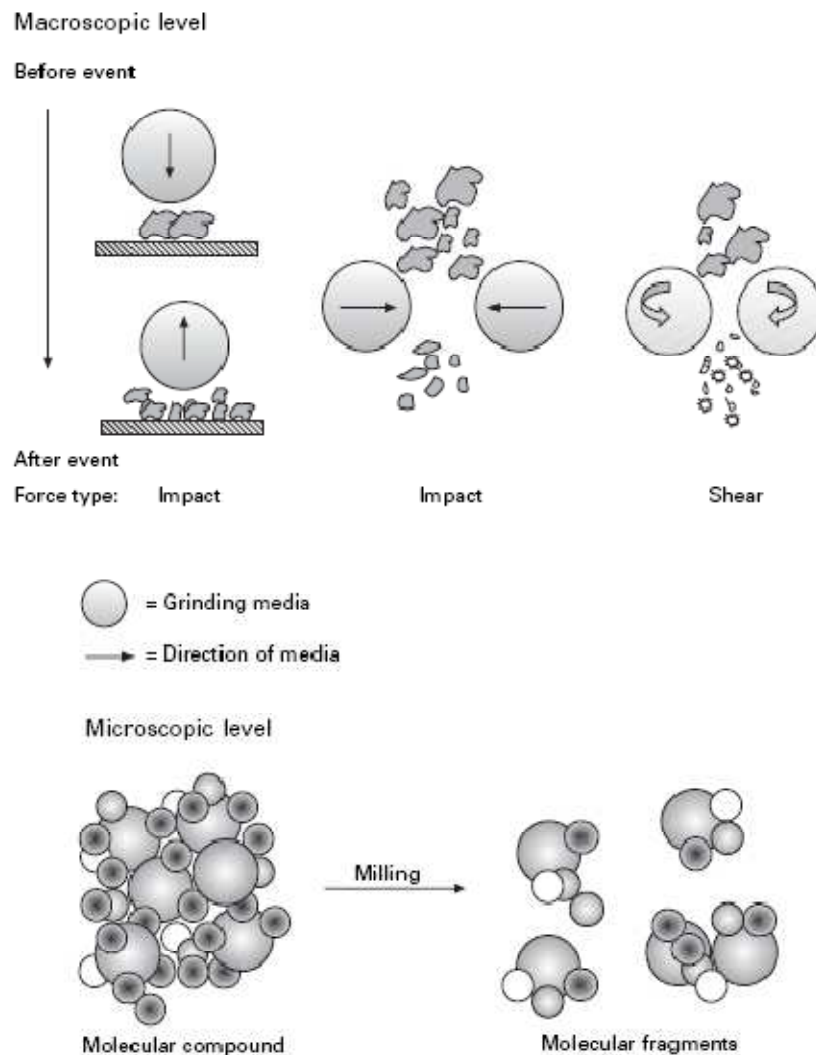 Macroscopic level
Before event
After event
Force type: Impact Impact Shear
= Grinding media
= Direction of media
Microscopic level
Milling
Molecular compound Molecular fragments